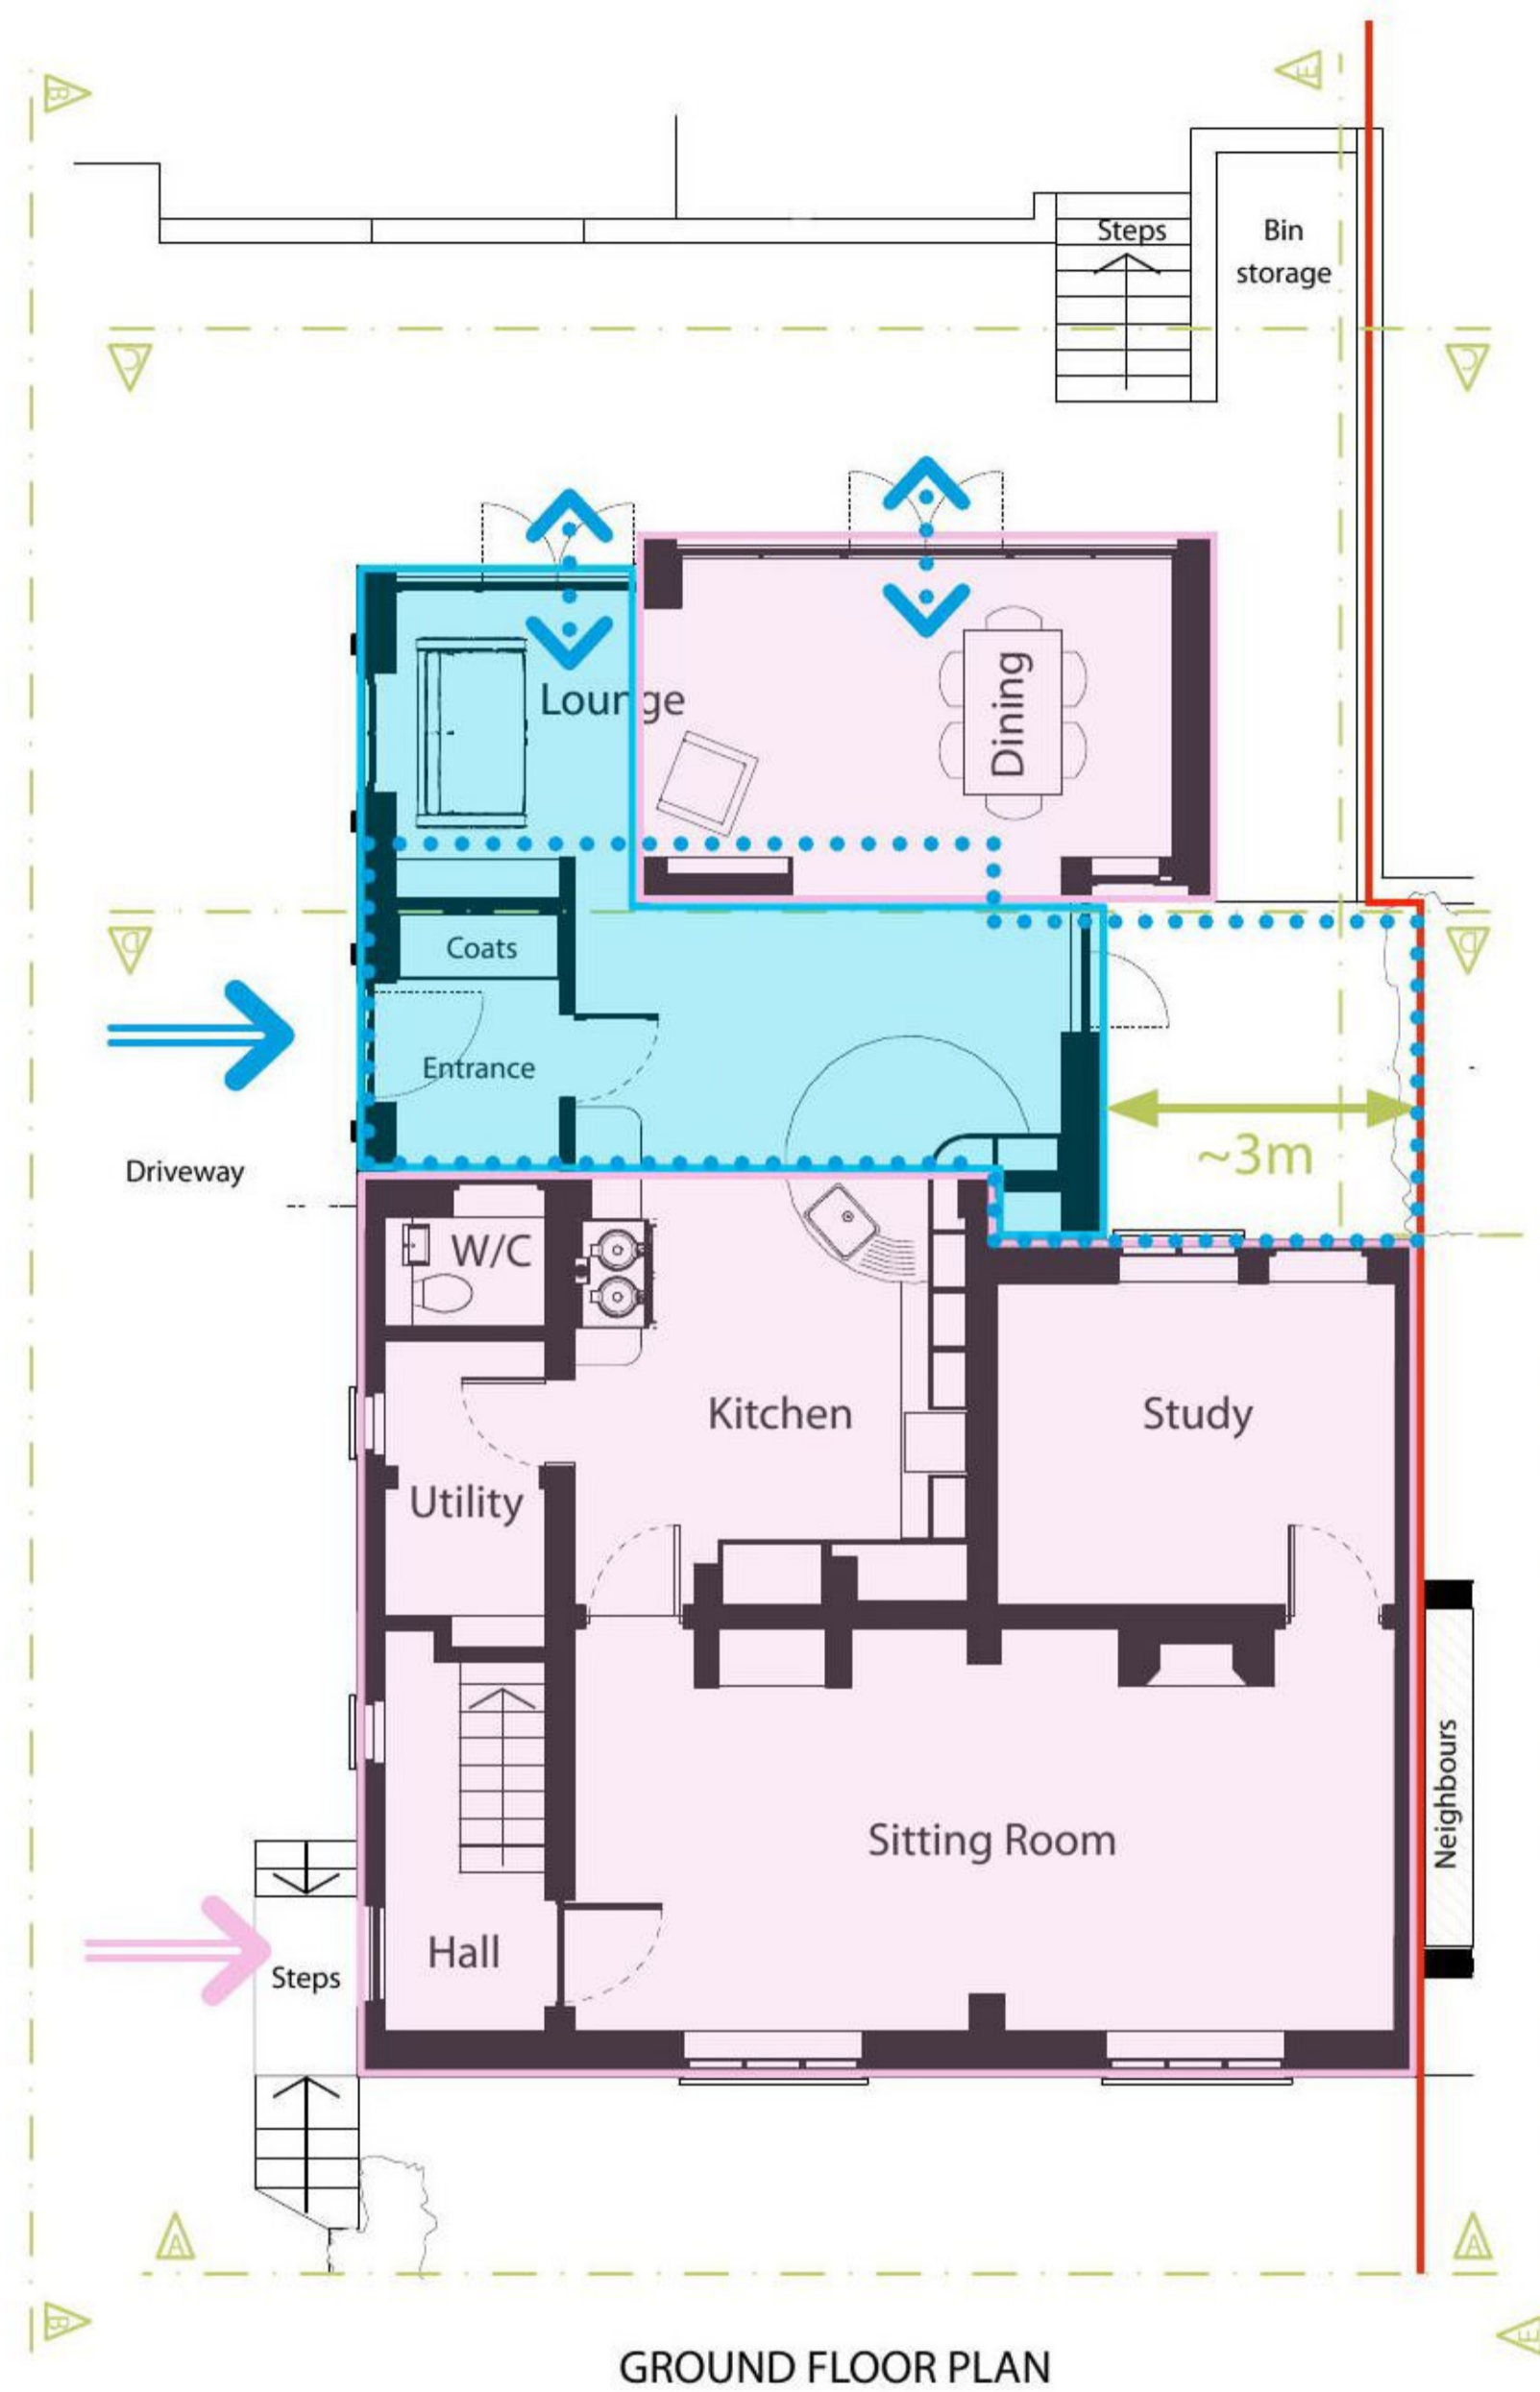 B
E
Steps
Bin
storage
C
C
Lounge
Dining
D
Coats
D
Entrance
~3m
Driveway
W/C
Kitchen
Study
Utility
Neighbours
Sitting Room
Hall
Steps
A
A
B
E
GROUND FLOOR PLAN